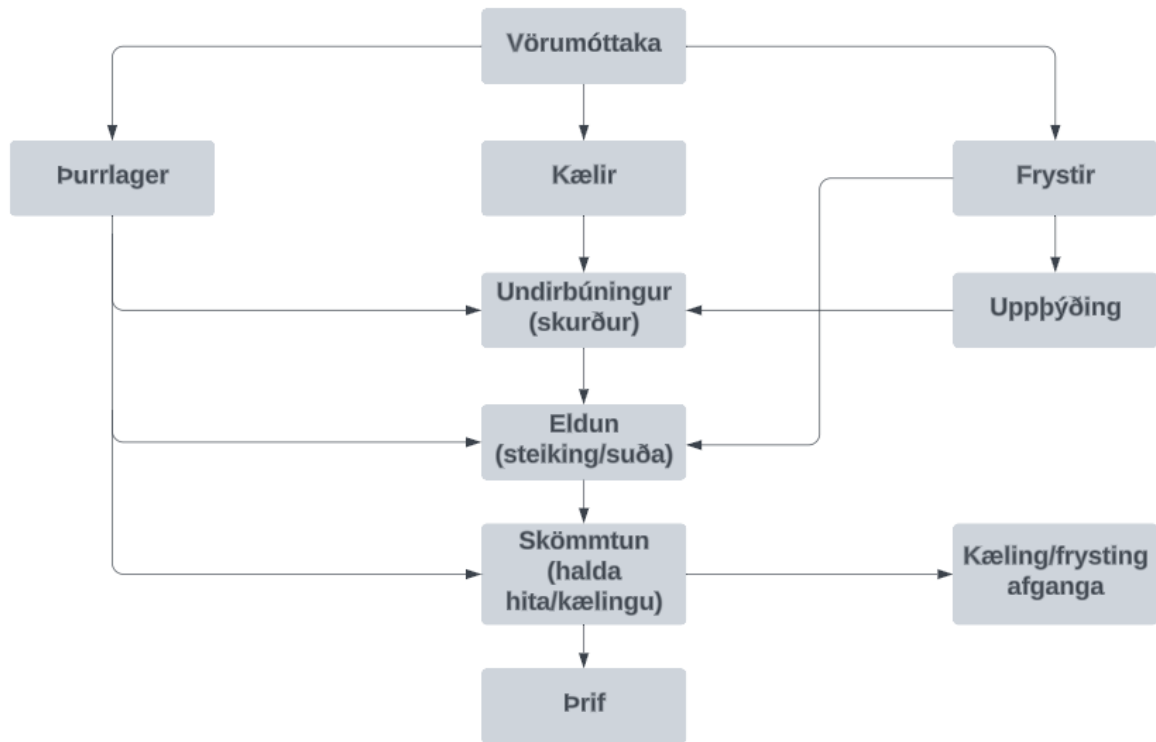 Vörumóttaka
Þurrlager
Kælir
Frystir
Undirbúningur
(skurður)
Uppþýðing
Eldun
(steiking/suða)
Skömmtun
(halda
hita/kælingu)
Kæling/frysting
afganga
Þrif